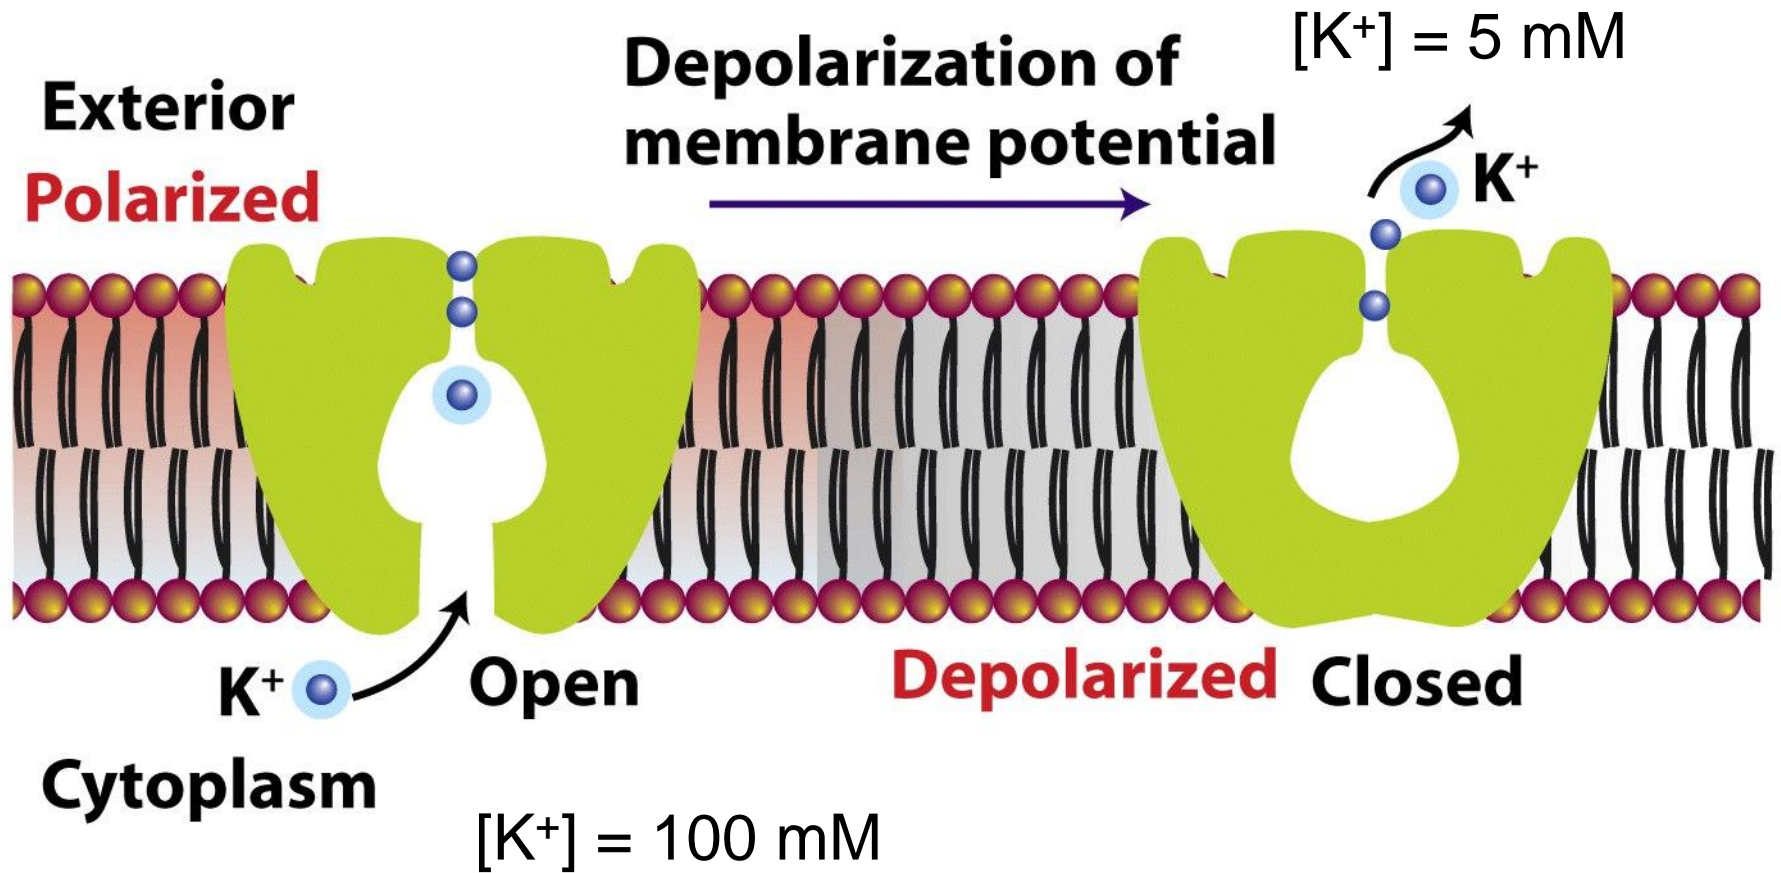 [K⁺] = 5 mM
Depolarization of
membrane potential
Exterior
Polarized
K⁺
K⁺
Open
Depolarized
Closed
Cytoplasm
[K⁺] = 100 mM